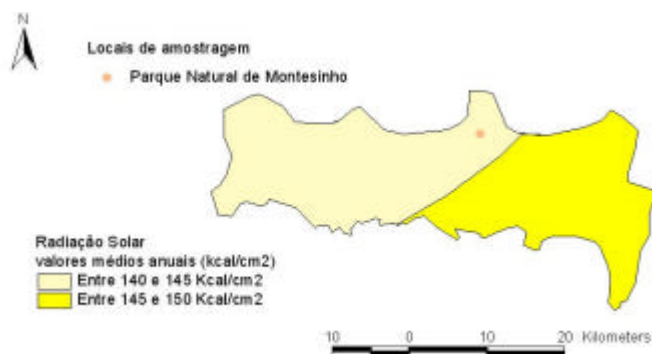 N
Locais de amostragem
Parque Natural de Montesinho
Radiação Solar
valores médios anuais (kcal/cm2)
Entre 140 e 145 Kcal/cm2
Entre 145 e 150 Kcal/cm2
10 0 10 20 Kilometers